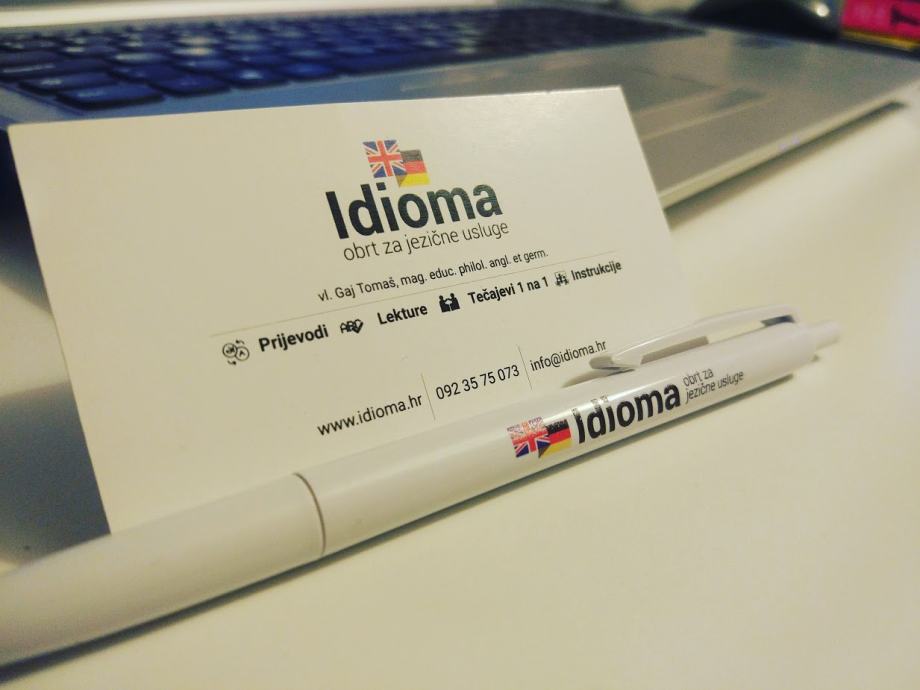 Idioma
obrt za jezične usluge
vl. Gaj Tomaš, mag. educ. philol. angl. et germ.
Prijevodi Lekture Tečajevi 1 na 1 Instrukcije
www.idioma.hr 092 35 75 073 info@idioma.hr
Idioma
obrt za
jezične usluge